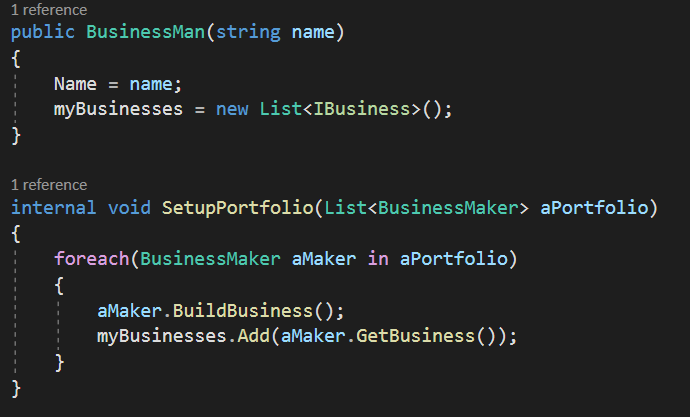 1 reference
public BusinessMan(string name)
{
Name = name;
myBusinesses = new List<IBusiness>();
}
1 reference
internal void SetupPortfolio(List<BusinessMaker> aPortfolio)
{
foreach(BusinessMaker aMaker in aPortfolio)
{
aMaker.BuildBusiness();
myBusinesses.Add(aMaker.GetBusiness());
}
}